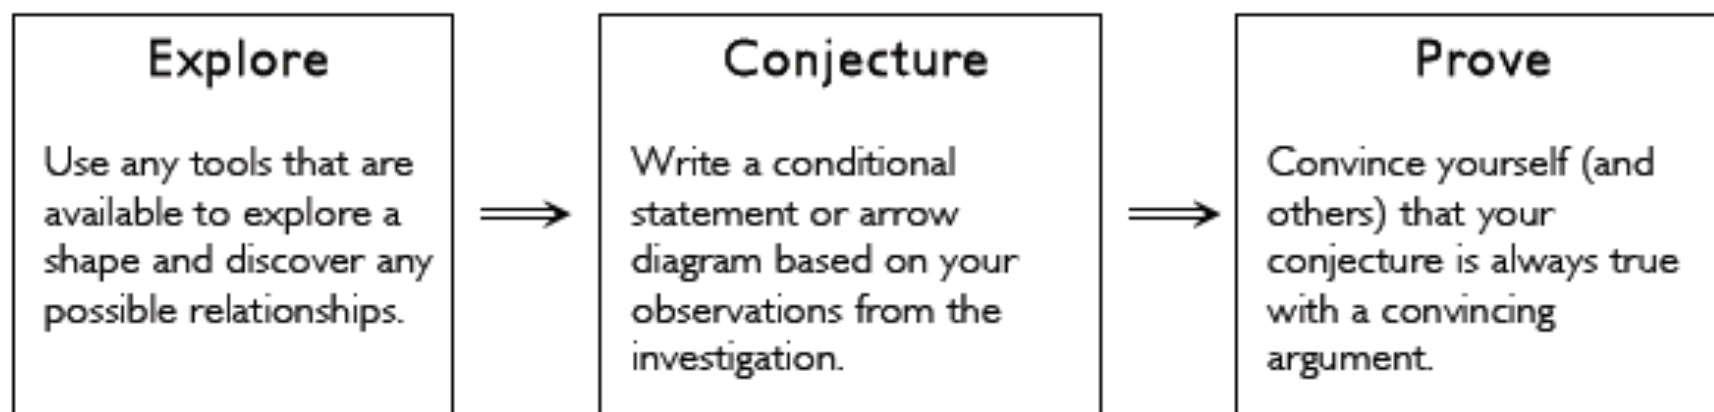 Explore
Use any tools that are
available to explore a
shape and discover any
possible relationships.
Conjecture
Write a conditional
statement or arrow
diagram based on your
observations from the
investigation.
Prove
Convince yourself (and
others) that your
conjecture is always true
with a convincing
argument.